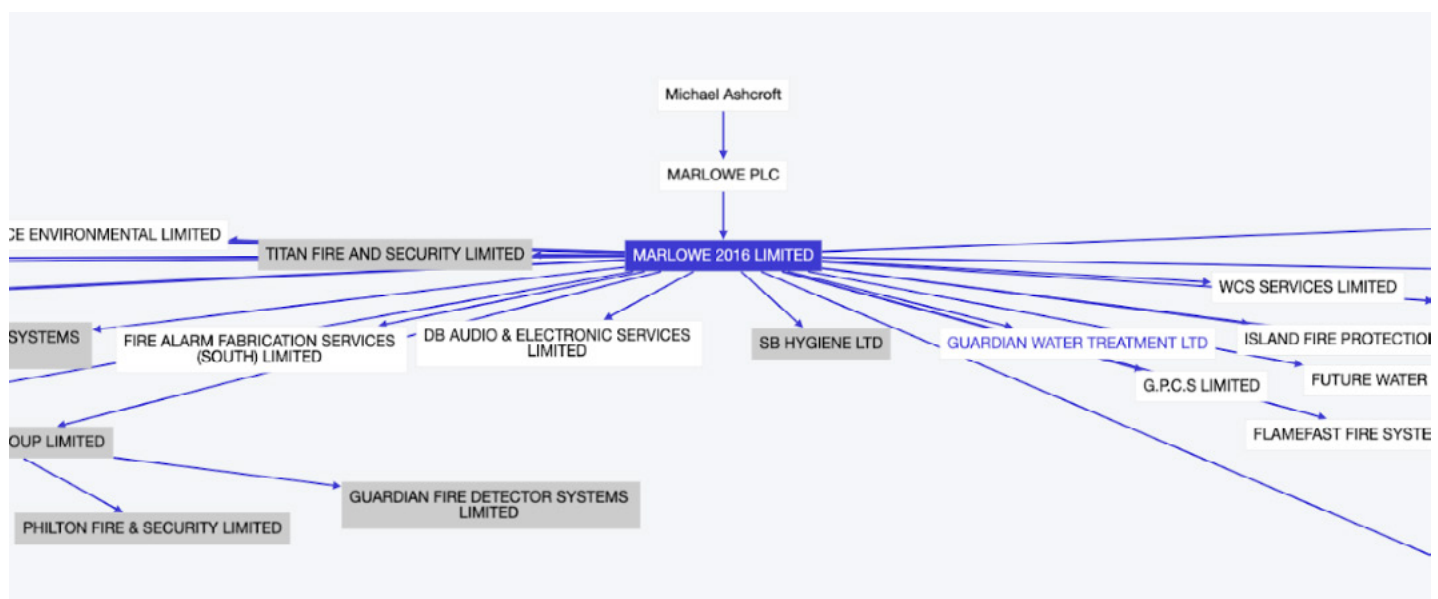 Michael Ashcroft
MARLOWE PLC
CE ENVIRONMENTAL LIMITED
TITAN FIRE AND SECURITY LIMITED
MARLOWE 2016 LIMITED
WCS SERVICES LIMITED
SYSTEMS
FIRE ALARM FABRICATION SERVICES
(SOUTH) LIMITED
DB AUDIO & ELECTRONIC SERVICES
LIMITED
SB HYGIENE LTD
GUARDIAN WATER TREATMENT LTD
ISLAND FIRE PROTECTIO
G.P.C.S LIMITED
FUTURE WATER
OUP LIMITED
FLAMEFAST FIRE SYSTE
GUARDIAN FIRE DETECTOR SYSTEMS
LIMITED
PHILTON FIRE & SECURITY LIMITED